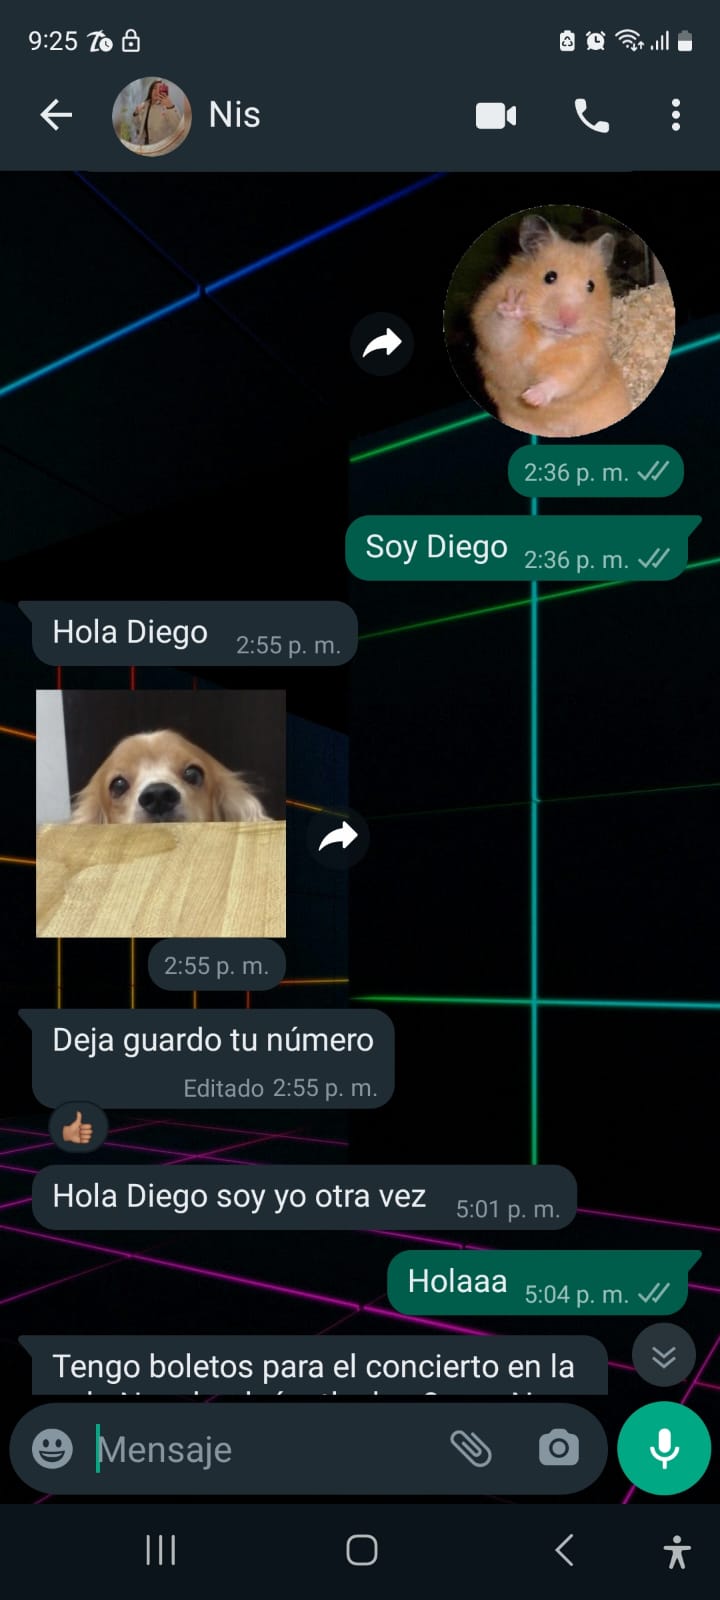 9:25
Nis
2:36 p. m.
Soy Diego 2:36 p. m.
Hola Diego 2:55 p. m.
2:55 p. m.
Deja guardo tu número
Editado 2:55 p. m.
Hola Diego soy yo otra vez 5:01 p. m.
Holaaa 5:04 p. m.
Tengo boletos para el concierto en la
Mensaje